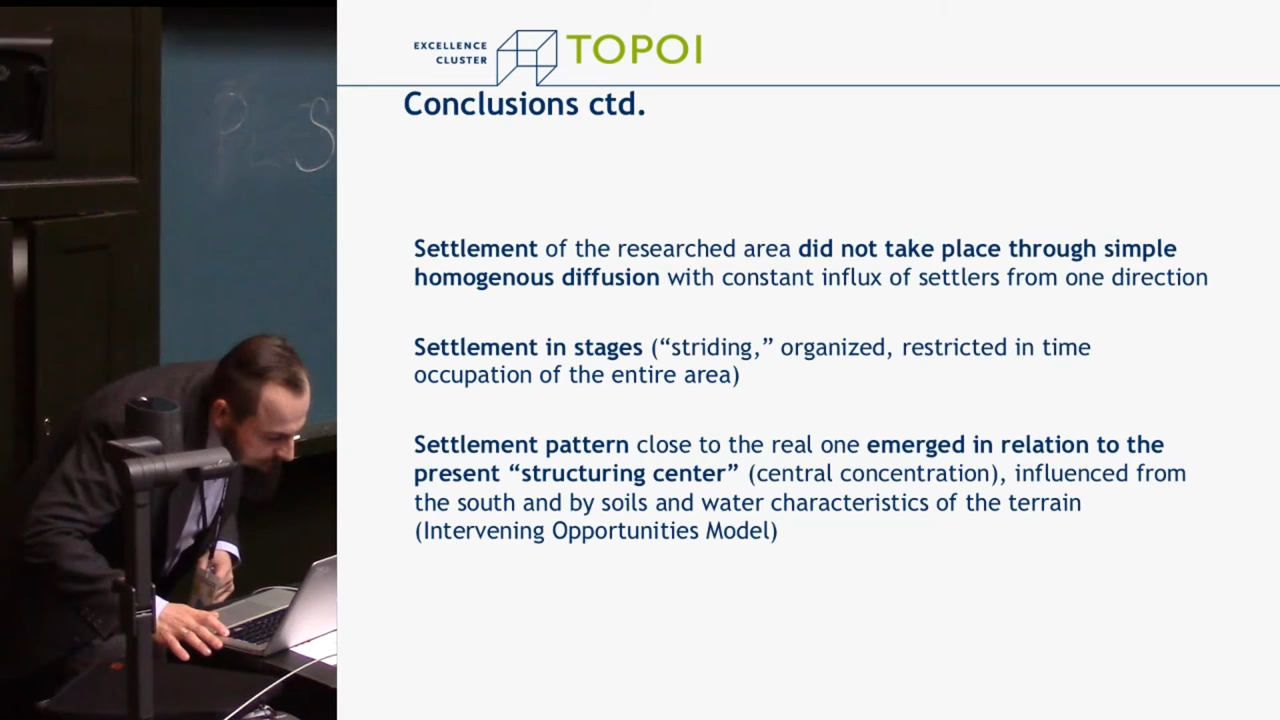 P S
EXCELLENCE
CLUSTER
TOPOI
Conclusions ctd.
Settlement of the researched area did not take place through simple
homogenous diffusion with constant influx of settlers from one direction
Settlement in stages (“striding,” organized, restricted in time
occupation of the entire area)
Settlement pattern close to the real one emerged in relation to the
present “structuring center” (central concentration), influenced from
the south and by soils and water characteristics of the terrain
(Intervening Opportunities Model)